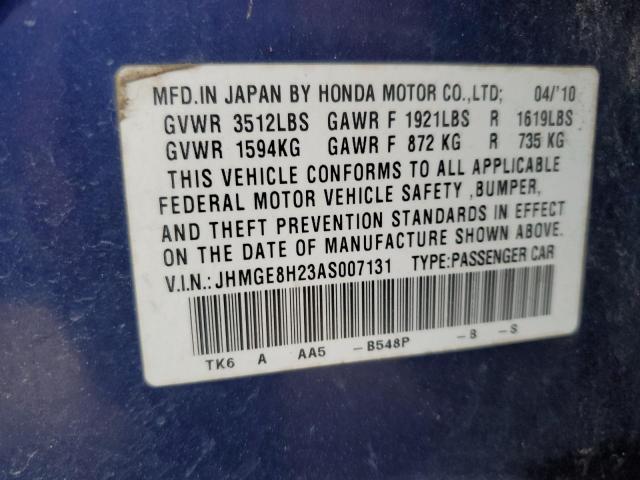 MFD.IN JAPAN BY HONDA MOTOR CO.,LTD; 04/'10
GVWR 3512LBS GAWR F 1921LBS R 1619LBS
GVWR 1594KG GAWR F 872 KG R 735 KG
THIS VEHICLE CONFORMS TO ALL APPLICABLE
FEDERAL MOTOR VEHICLE SAFETY ,BUMPER,
AND THEFT PREVENTION STANDARDS IN EFFECT
ON THE DATE OF MANUFACTURE SHOWN ABOVE.
V.I.N.:JHMGE8H23AS007131 TYPE:PASSENGER CAR
TK6 A AA5 -B548P -B -S